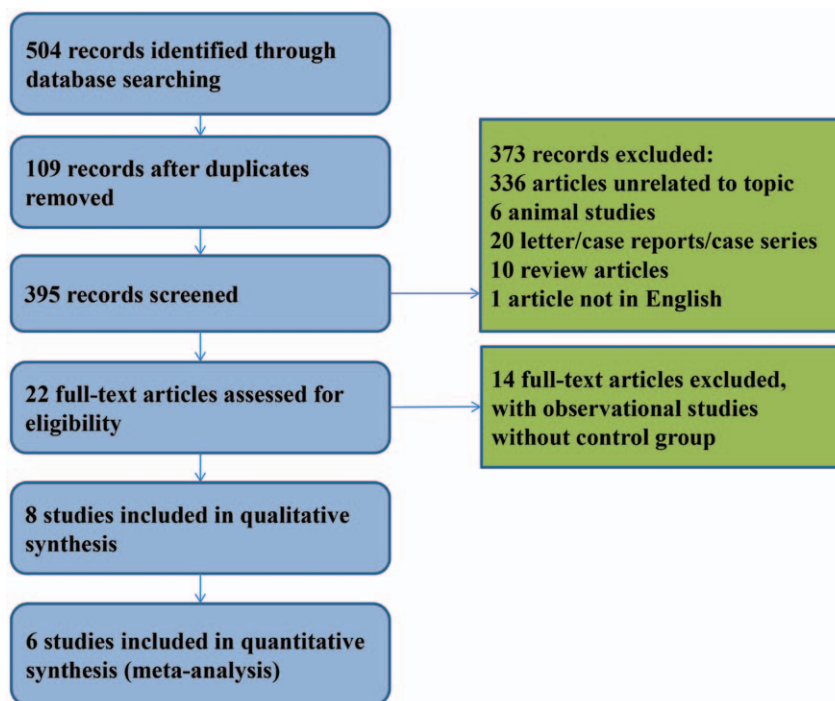 504 records identified through
database searching
109 records after duplicates
removed
373 records excluded:
336 articles unrelated to topic
6 animal studies
20 letter/case reports/case series
10 review articles
1 article not in English
395 records screened
22 full-text articles assessed for
eligibility
14 full-text articles excluded,
with observational studies
without control group
8 studies included in qualitative
synthesis
6 studies included in quantitative
synthesis (meta-analysis)